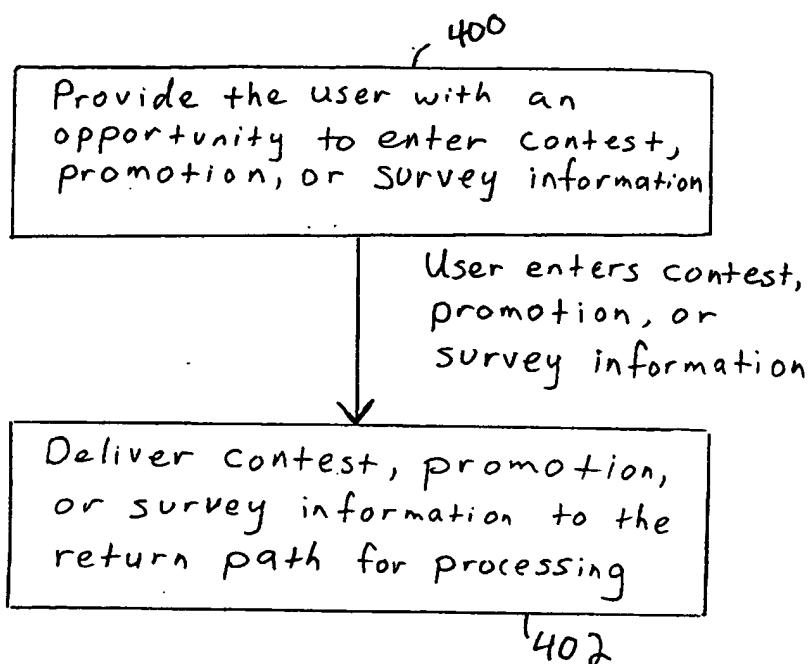 400
Provide the user with an
opportunity to enter contest,
promotion, or survey information
User enters contest,
promotion, or
survey information
Deliver contest, promotion,
or survey information to the
return path for processing
402